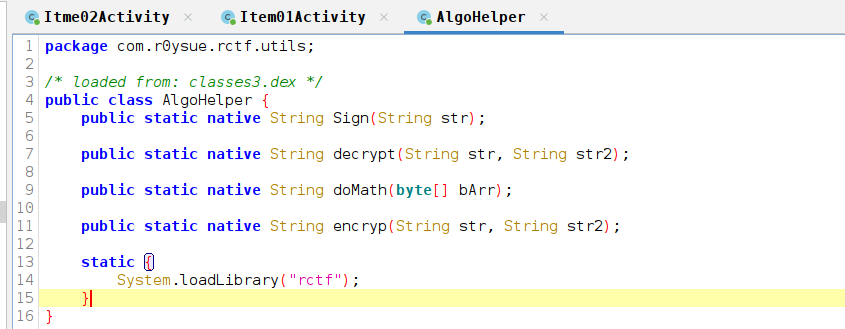 Itme02Activity × Item01Activity × AlgoHelper ×
1 package com.r0ysue.rctf.utils;
2
3 /* loaded from: classes3.dex */
4 public class AlgoHelper {
5     public static native String Sign(String str);
6
7     public static native String decrypt(String str, String str2);
8
9     public static native String doMath(byte[] bArr);
10
11     public static native String encryp(String str, String str2);
12
13     static {
14         System.loadLibrary("rctf");
15     }
16 }